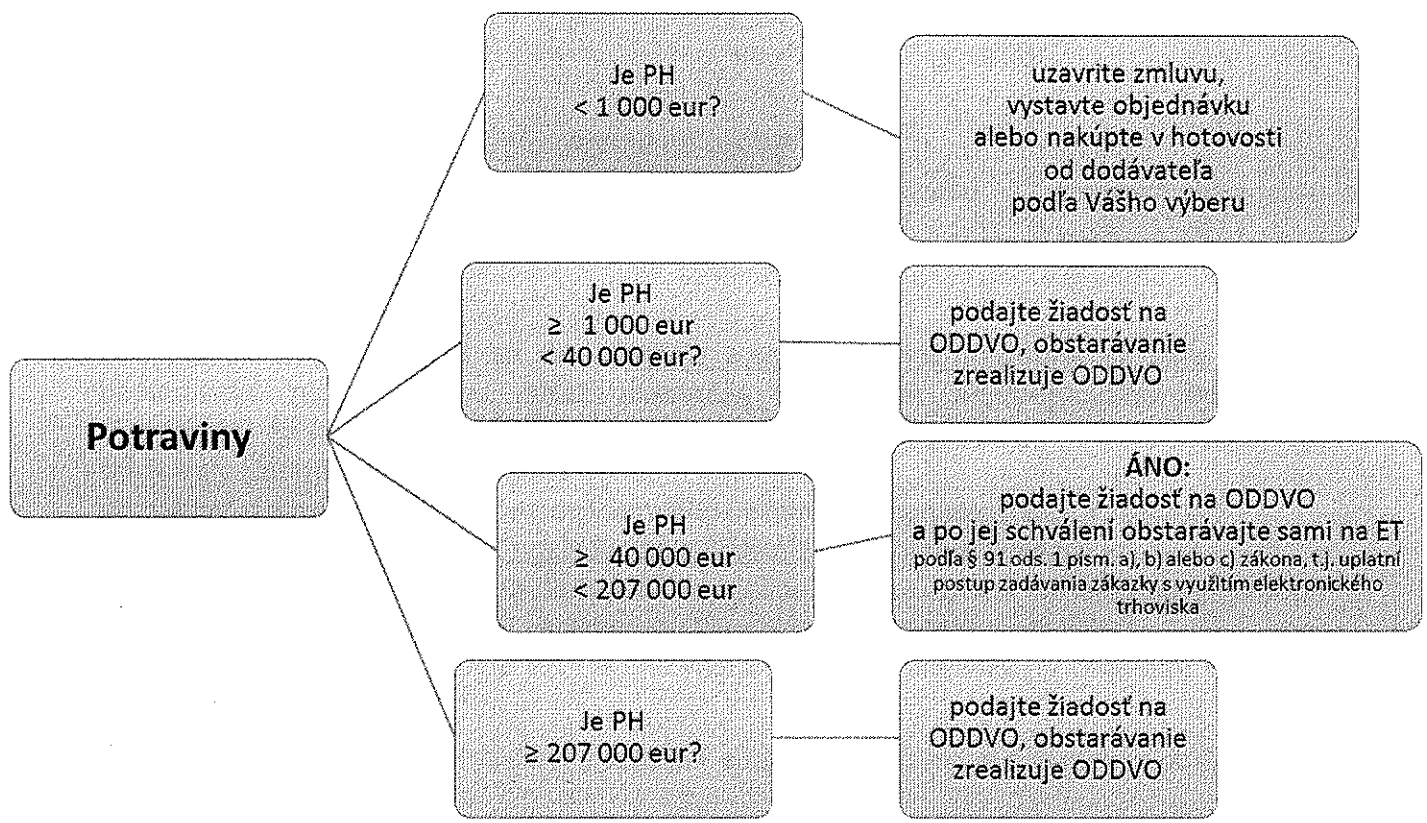 Potraviny
Je PH
< 1 000 eur?
uzavrite zmluvu,
vystavte objednávku
alebo nakúpte v hotovosti
od dodávateľa
podľa Vášho výberu
Je PH
≥ 1 000 eur
< 40 000 eur?
podajte žiadosť na
ODDVO, obstarávanie
zrealizuje ODDVO
Je PH
≥ 40 000 eur
< 207 000 eur
ÁNO:
podajte žiadosť na ODDVO
a po jej schválení obstarávajte sami na ET
podľa § 91 ods. 1 písm. a), b) alebo c) zákona, t.j. uplatní
postup zadávania zákazky s využitím elektronického
trhoviska
Je PH
≥ 207 000 eur?
podajte žiadosť na
ODDVO, obstarávanie
zrealizuje ODDVO